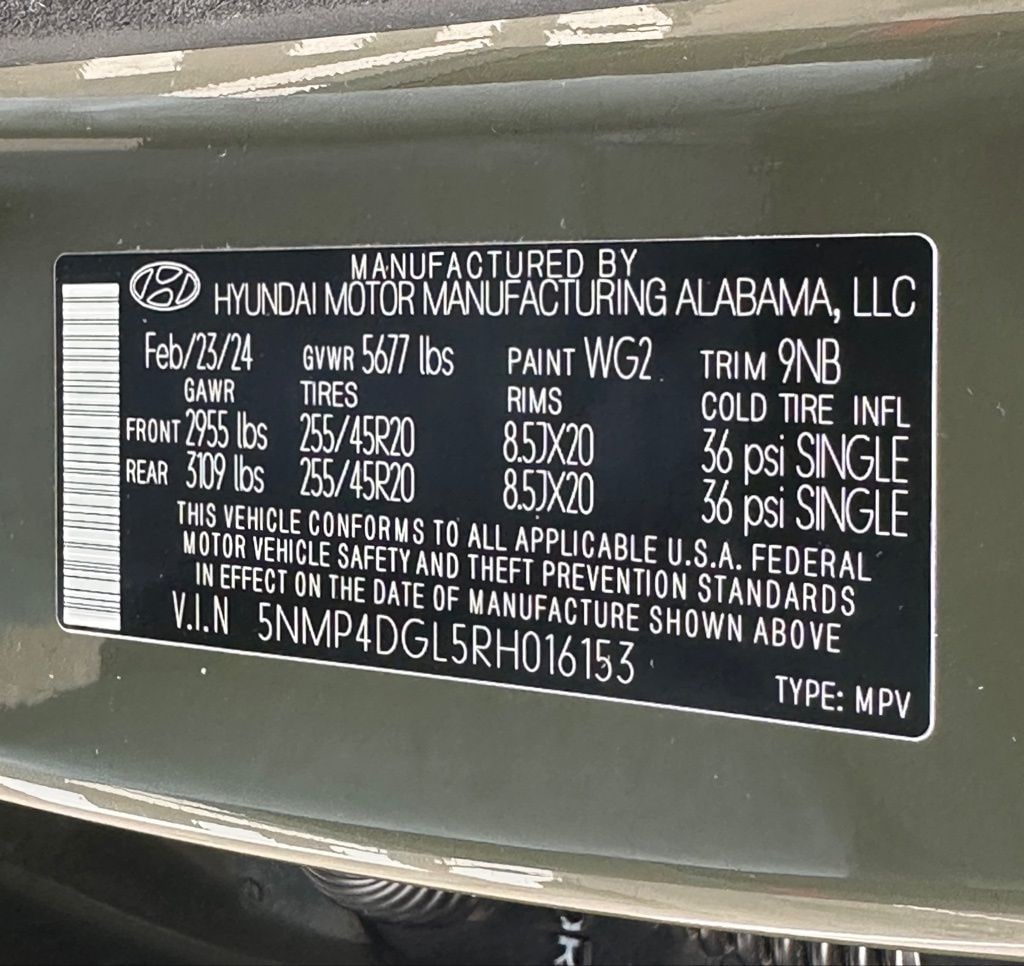 MANUFACTURED BY
HYUNDAI MOTOR MANUFACTURING ALABAMA, LLC
Feb/23/24 GVWR 5677 lbs PAINT WG2 TRIM 9NB
GAWR TIRES RIMS COLD TIRE INFL
FRONT 2955 lbs 255/45R20 8.5JX20 36 psi SINGLE
REAR 3109 lbs 255/45R20 8.5JX20 36 psi SINGLE
THIS VEHICLE CONFORMS TO ALL APPLICABLE U.S.A. FEDERAL
MOTOR VEHICLE SAFETY AND THEFT PREVENTION STANDARDS
IN EFFECT ON THE DATE OF MANUFACTURE SHOWN ABOVE
V.I.N 5NMP4DGL5RH016153
TYPE: MPV